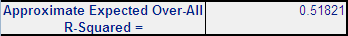 Approximate Expected Over-All 0.51821
R-Squared =